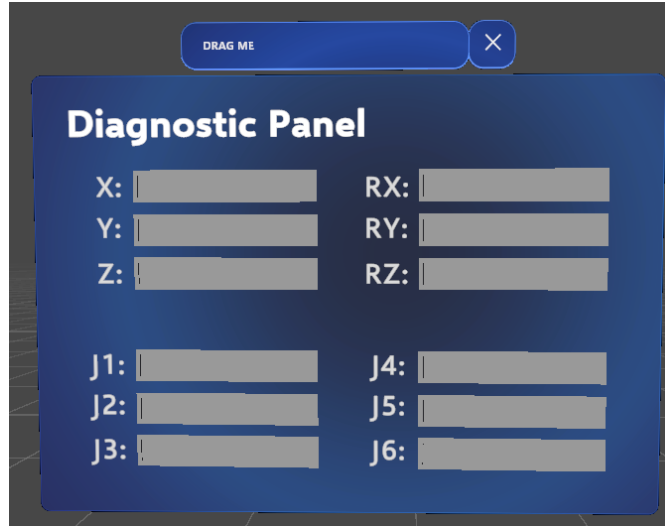 DRAG ME
Diagnostic Panel
X: RX:
Y: RY:
Z: RZ:
J1: J4:
J2: J5:
J3: J6: